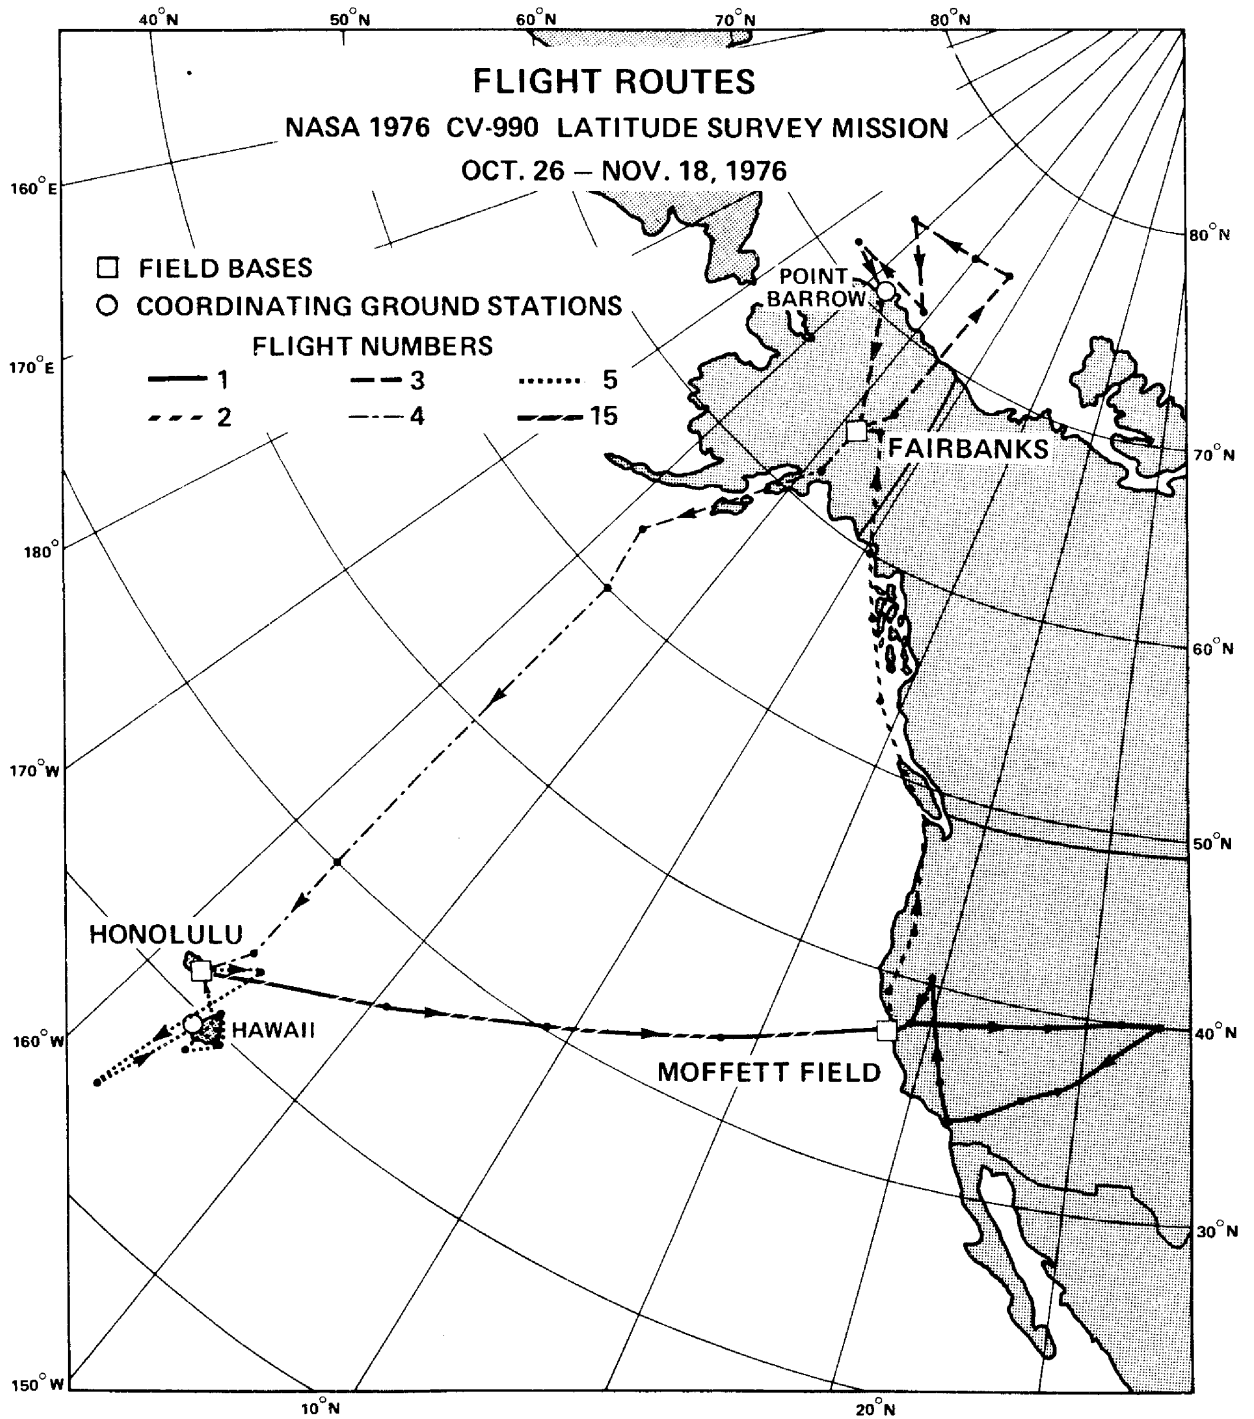 40°N 50°N 60°N 70°N 80°N
FLIGHT ROUTES
NASA 1976 CV-990 LATITUDE SURVEY MISSION
OCT. 26 – NOV. 18, 1976
160°E
80°N
FIELD BASES
POINT
BARROW
COORDINATING GROUND STATIONS
FLIGHT NUMBERS
170°E
1 3 5
2 4 15
FAIRBANKS
70°N
180°
60°N
170°W
50°N
HONOLULU
HAWAII
160°W
40°N
MOFFETT FIELD
30°N
150°W
10°N 20°N